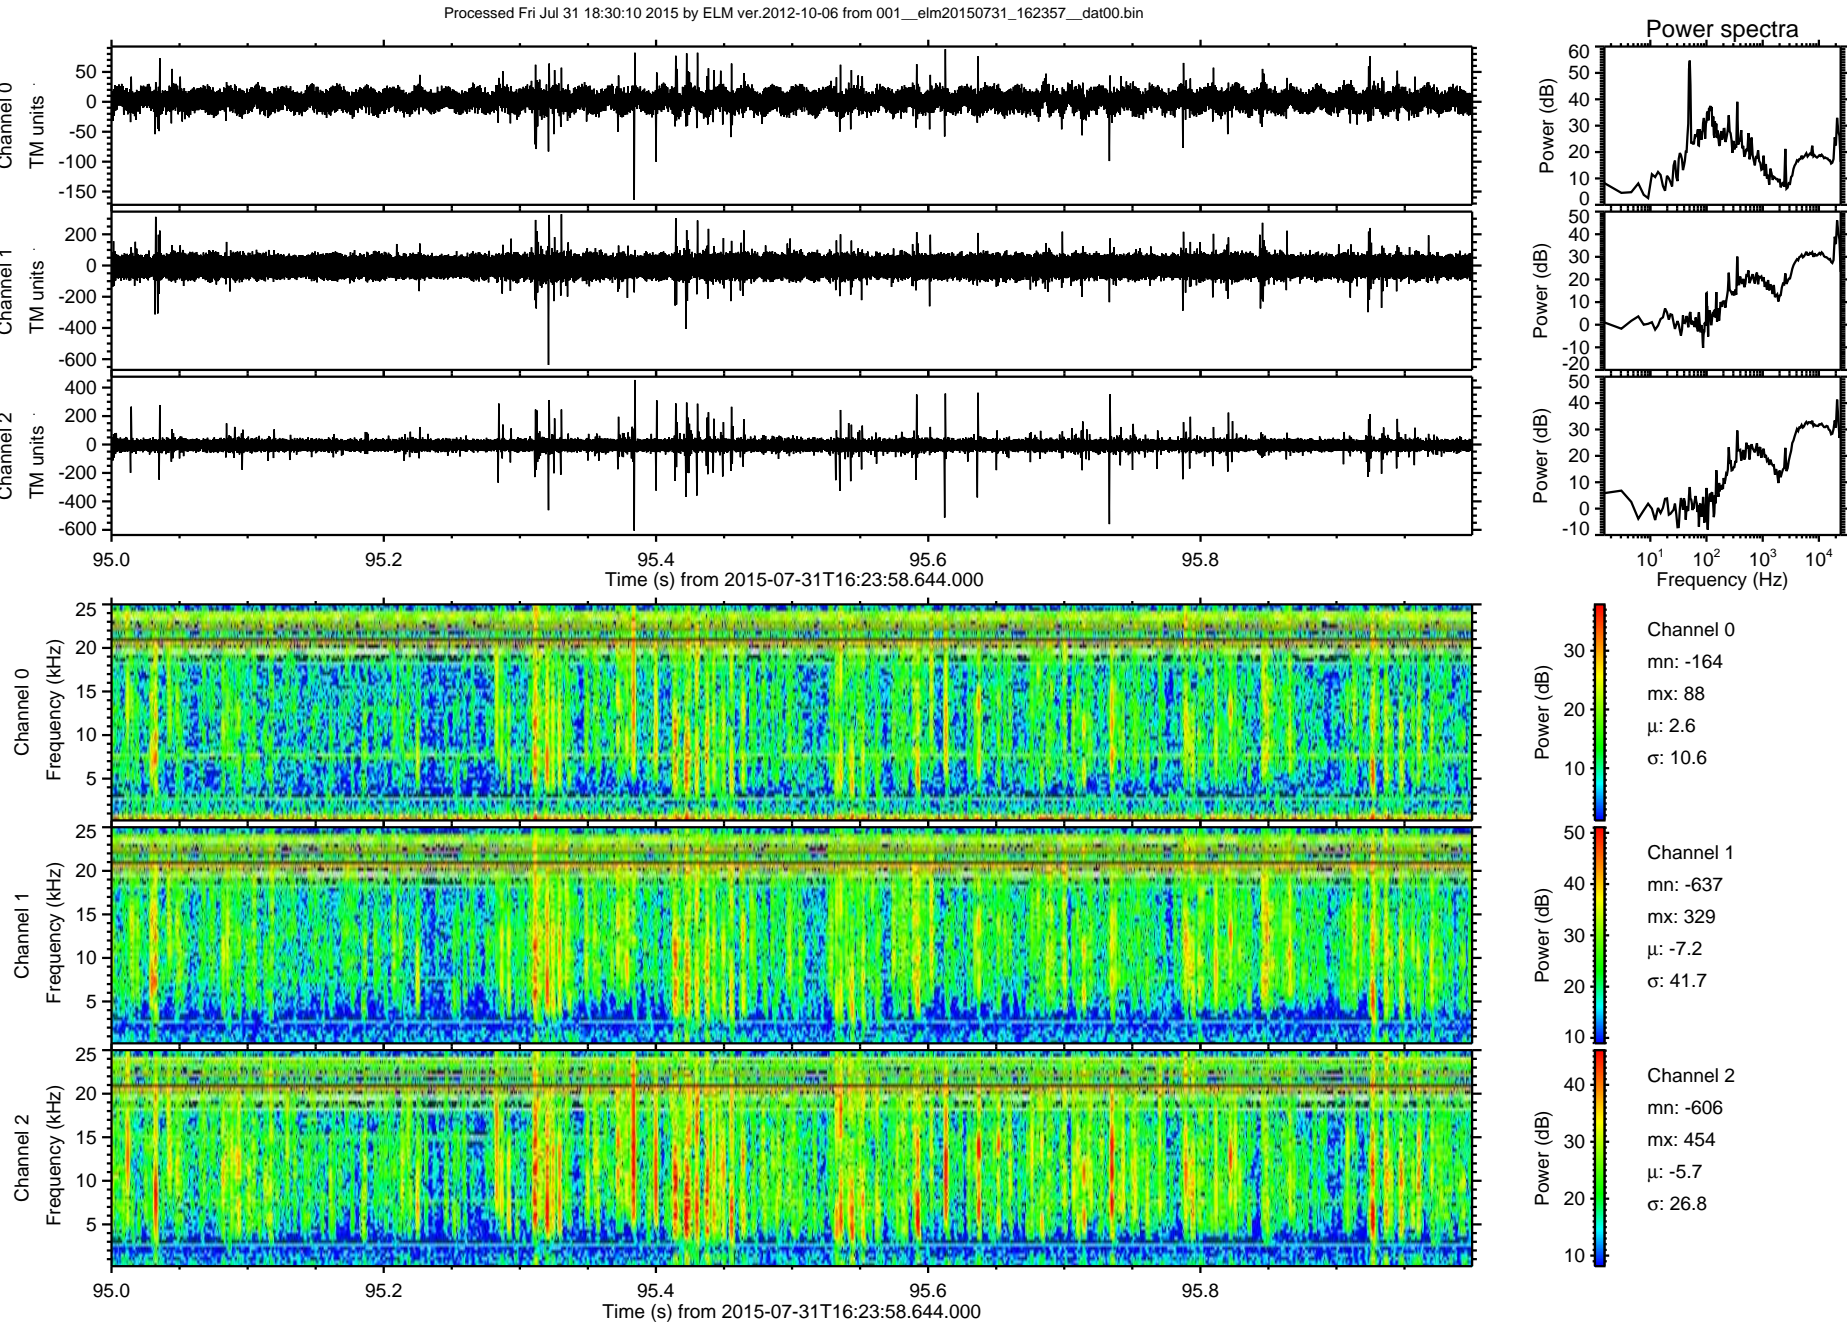 Processed Fri Jul 31 18:30:10 2015 by ELM ver.2012-10-06 from 001__elm20150731_162357__dat00.bin
Power spectra
Channel 0
TM units
50
0
-50
-100
-150
Power (dB)
60
50
40
30
20
10
0
Channel 1
TM units
200
0
-200
-400
-600
Power (dB)
50
40
30
20
10
0
-10
-20
Channel 2
TM units
400
200
0
-200
-400
-600
Power (dB)
50
40
30
20
10
0
-10
95.0 95.2 95.4 95.6 95.8
Time (s) from 2015-07-31T16:23:58.644.000
10^1 10^2 10^3 10^4
Frequency (Hz)
Channel 0
Frequency (kHz)
25
20
15
10
5
Power (dB)
30
20
10
Channel 0
mn: -164
mx: 88
μ: 2.6
σ: 10.6
Channel 1
Frequency (kHz)
25
20
15
10
5
Power (dB)
50
40
30
20
10
Channel 1
mn: -637
mx: 329
μ: -7.2
σ: 41.7
Channel 2
Frequency (kHz)
25
20
15
10
5
Power (dB)
40
30
20
10
Channel 2
mn: -606
mx: 454
μ: -5.7
σ: 26.8
95.0 95.2 95.4 95.6 95.8
Time (s) from 2015-07-31T16:23:58.644.000